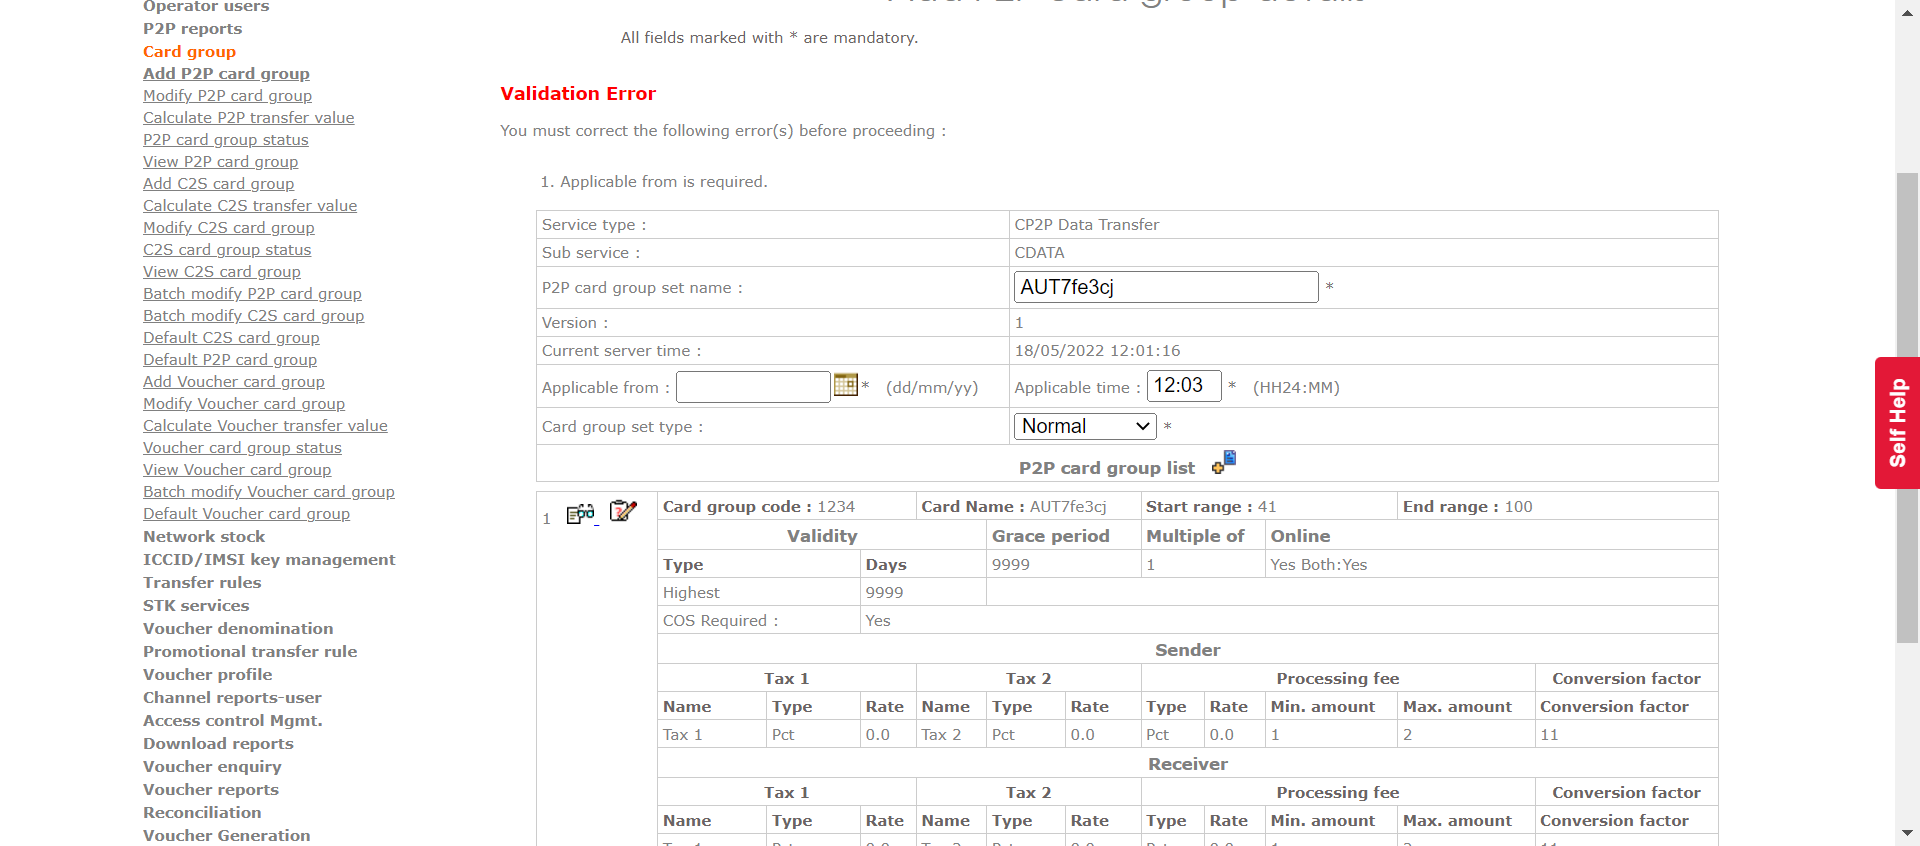 Operator users
P2P reports
Card group
Add P2P card group
Modify P2P card group
Calculate P2P transfer value
P2P card group status
View P2P card group
Add C2S card group
Calculate C2S transfer value
Modify C2S card group
C2S card group status
View C2S card group
Batch modify P2P card group
Batch modify C2S card group
Default C2S card group
Default P2P card group
Add Voucher card group
Modify Voucher card group
Calculate Voucher transfer value
Voucher card group status
View Voucher card group
Batch modify Voucher card group
Default Voucher card group
Network stock
ICCID/IMSI key management
Transfer rules
STK services
Voucher denomination
Promotional transfer rule
Voucher profile
Channel reports-user
Access control Mgmt.
Download reports
Voucher enquiry
Voucher reports
Reconciliation
Voucher Generation
All fields marked with * are mandatory.
Validation Error
You must correct the following error(s) before proceeding :
1. Applicable from is required.
Service type : CP2P Data Transfer
Sub service : CDATA
P2P card group set name : AUT7fe3cj *
Version : 1
Current server time : 18/05/2022 12:01:16
Applicable from : * (dd/mm/yy) Applicable time : 12:03 * (HH24:MM)
Card group set type : Normal *
P2P card group list
1 Card group code : 1234 Card Name : AUT7fe3cj Start range : 41 End range : 100
Validity Grace period Multiple of Online
Type Days 9999 1 Yes Both:Yes
Highest 9999
COS Required : Yes
Sender
Tax 1 Tax 2 Processing fee Conversion factor
Name Type Rate Name Type Rate Type Rate Min. amount Max. amount Conversion factor
Tax 1 Pct 0.0 Tax 2 Pct 0.0 Pct 0.0 1 2 11
Receiver
Tax 1 Tax 2 Processing fee Conversion factor
Name Type Rate Name Type Rate Type Rate Min. amount Max. amount Conversion factor
Self Help